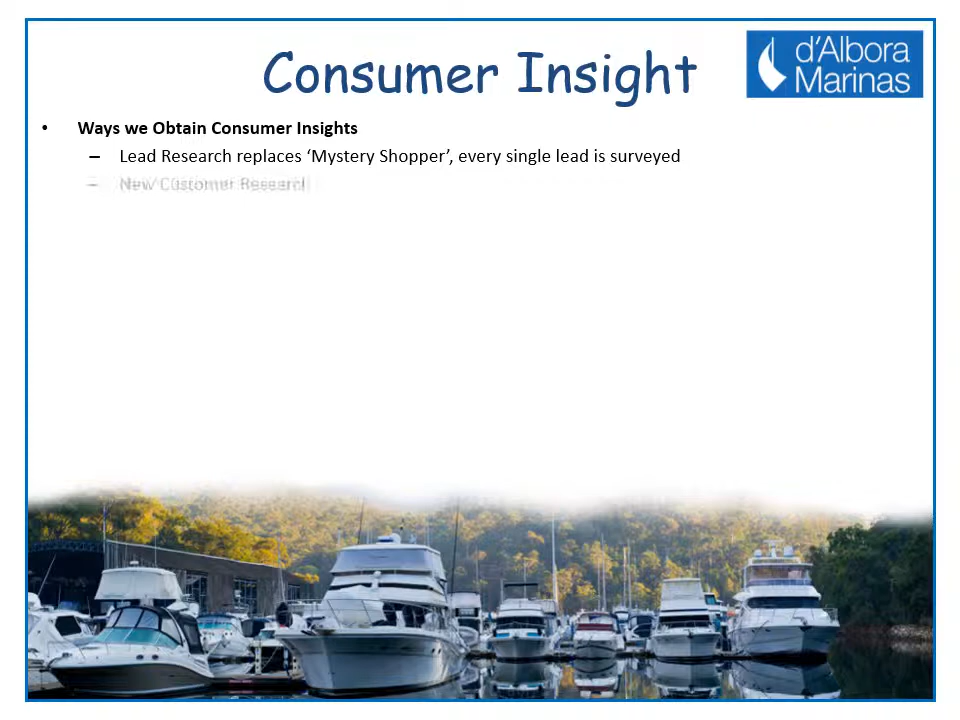 Consumer Insight
d'Albora
Marinas
• Ways we Obtain Consumer Insights
– Lead Research replaces ‘Mystery Shopper’, every single lead is surveyed
– New Customer Research